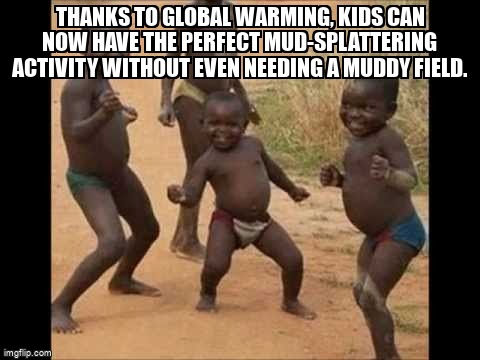 THANKS TO GLOBAL WARMING, KIDS CAN
NOW HAVE THE PERFECT MUD-SPLATTERING
ACTIVITY WITHOUT EVEN NEEDING A MUDDY FIELD.
imgflip.com